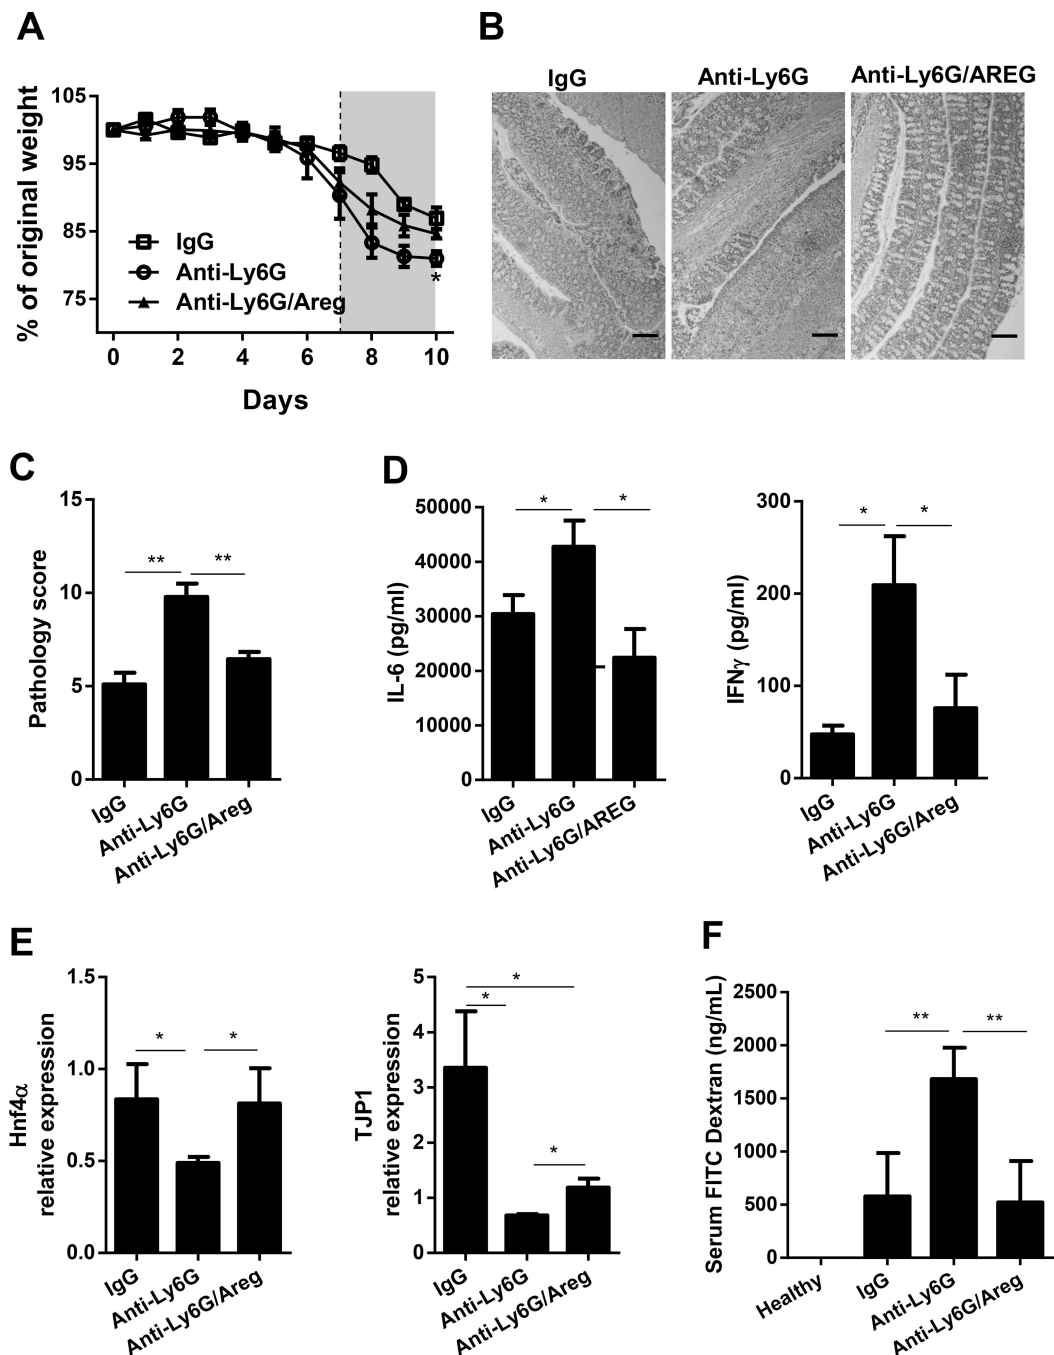 A
% of original weight
105
95
85
75
IgG
Anti-Ly6G
Anti-Ly6G/Areg
*
0 2 4 6 8 10
Days
B
IgG Anti-Ly6G Anti-Ly6G/AREG
C
Pathology score
15
10
5
0
** **
IgG
Anti-Ly6G
Anti-Ly6G/Areg
D
IL-6 (pg/ml)
50000
40000
30000
20000
10000
0
* *
IgG
Anti-Ly6G
Anti-Ly6G/AREG
IFNγ (pg/ml)
300
200
100
0
* *
IgG
Anti-Ly6G
Anti-Ly6G/Areg
E
Hnf4α
relative expression
1.5
1.0
0.5
0.0
* *
IgG
Anti-Ly6G
Anti-Ly6G/Areg
TJP1
relative expression
5
4
3
2
1
0
*
*
*
IgG
Anti-Ly6G
Anti-Ly6G/Areg
F
Serum FITC Dextran (ng/mL)
2500
2000
1500
1000
500
0
** **
Healthy
IgG
Anti-Ly6G
Anti-Ly6G/Areg